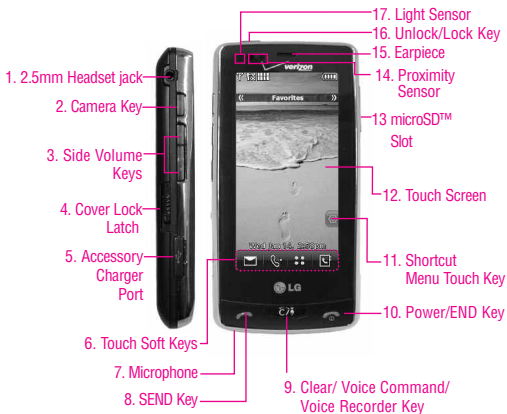 17. Light Sensor
16. Unlock/Lock Key
15. Earpiece
14. Proximity
Sensor
13 microSD™
Slot
12. Touch Screen
11. Shortcut
Menu Touch Key
10. Power/END Key
9. Clear/ Voice Command/
Voice Recorder Key
1. 2.5mm Headset jack
2. Camera Key
3. Side Volume
Keys
4. Cover Lock
Latch
5. Accessory
Charger
Port
6. Touch Soft Keys
7. Microphone
8. SEND Key
verizon
Favorites
LG